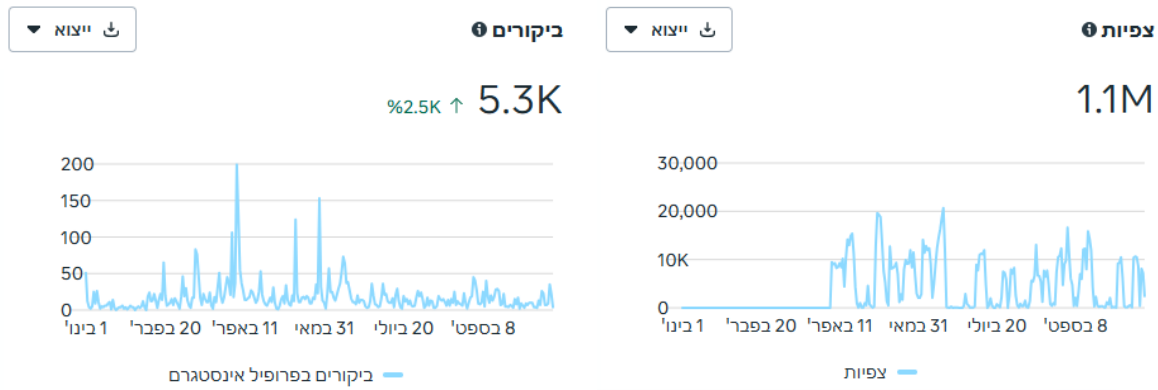 צפיות
ייצוא
1.1M
30,000
20,000
10K
0
1 בינו' 20 בפבר' 11 באפר' 31 במאי 20 ביולי 8 בספט'
צפיות
ביקורים
ייצוא
5.3K ↑ %2.5K
200
150
100
50
0
1 בינו' 20 בפבר' 11 באפר' 31 במאי 20 ביולי 8 בספט'
ביקורים בפרופיל אינסטגרם